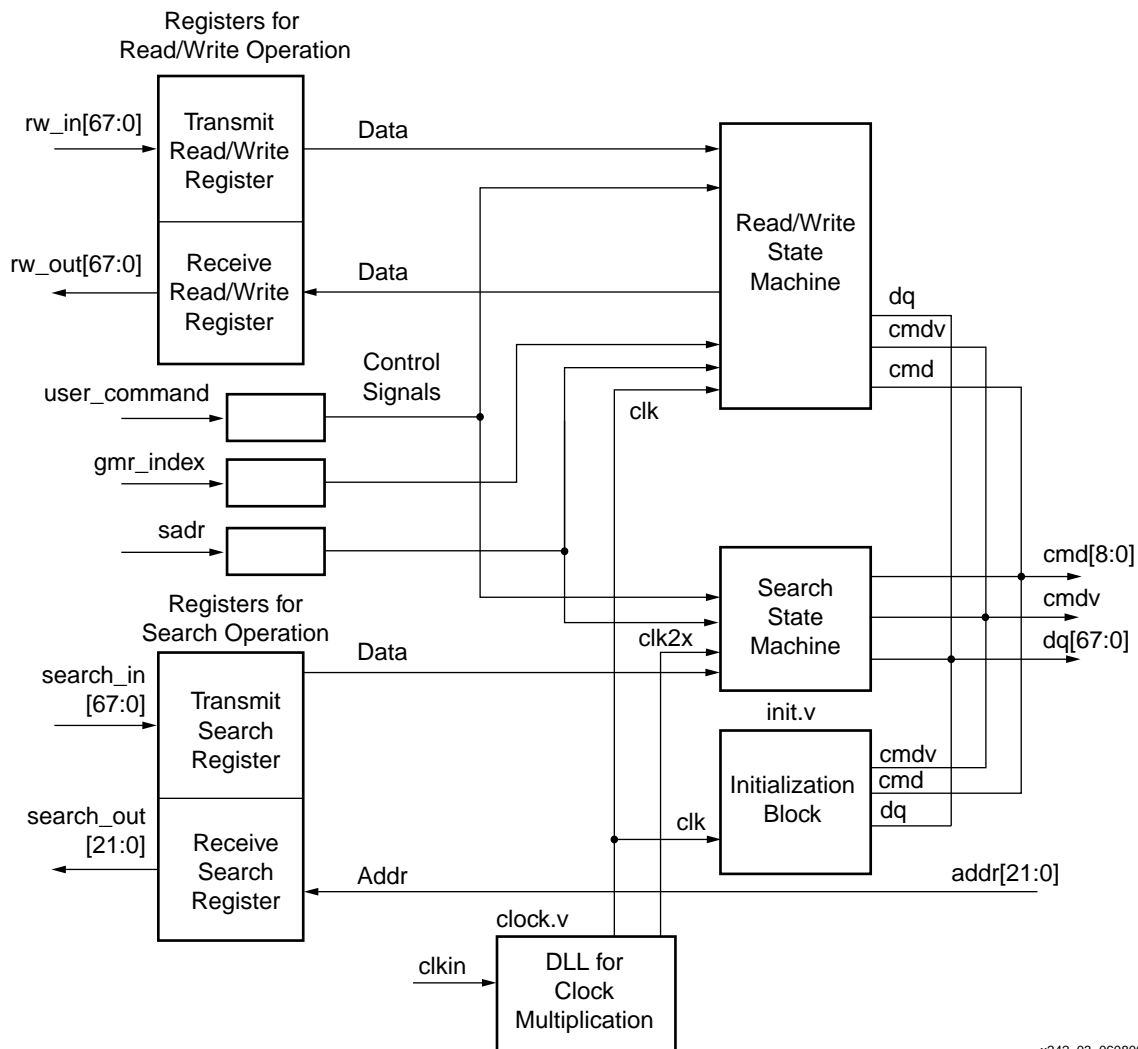 Registers for
Read/Write Operation
rw_in[67:0]
Transmit
Read/Write
Register
Data
rw_out[67:0]
Receive
Read/Write
Register
Data
Read/Write
State
Machine
dq
cmdv
cmd
user_command
Control
Signals
clk
gmr_index
sadr
Search
State
Machine
cmd[8:0]
cmdv
dq[67:0]
Registers for
Search Operation
clk2x
search_in
[67:0]
Transmit
Search
Register
Data
init.v
Initialization
Block
cmdv
cmd
dq
clk
search_out
[21:0]
Receive
Search
Register
Addr
addr[21:0]
clock.v
clkin
DLL for
Clock
Multiplication